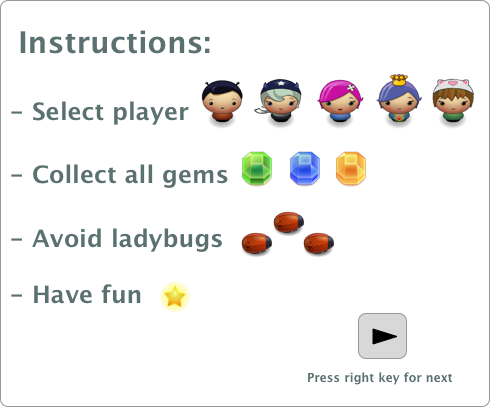 Instructions:
- Select player
- Collect all gems
- Avoid ladybugs
- Have fun
Press right key for next